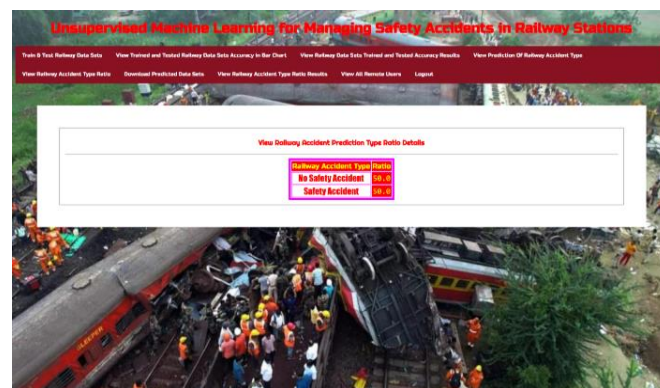 Unsupervised Machine Learning for Managing Safety Accidents in Railway Stations
Train & Test Railway Data Sets View Trained and Tested Railway Data Sets Accuracy in Bar Chart View Railway Data Sets Trained and Tested Accuracy Results View Prediction Of Railway Accident Type
View Railway Accident Type Ratio Download Predicted Data Sets View Railway Accident Type Ratio Results View All Remote Users Logout
View Railway Accident Prediction Type Ratio Details
Railway Accident Type Ratio
No Safety Accident 50.0
Safety Accident 50.0
SLEEPER